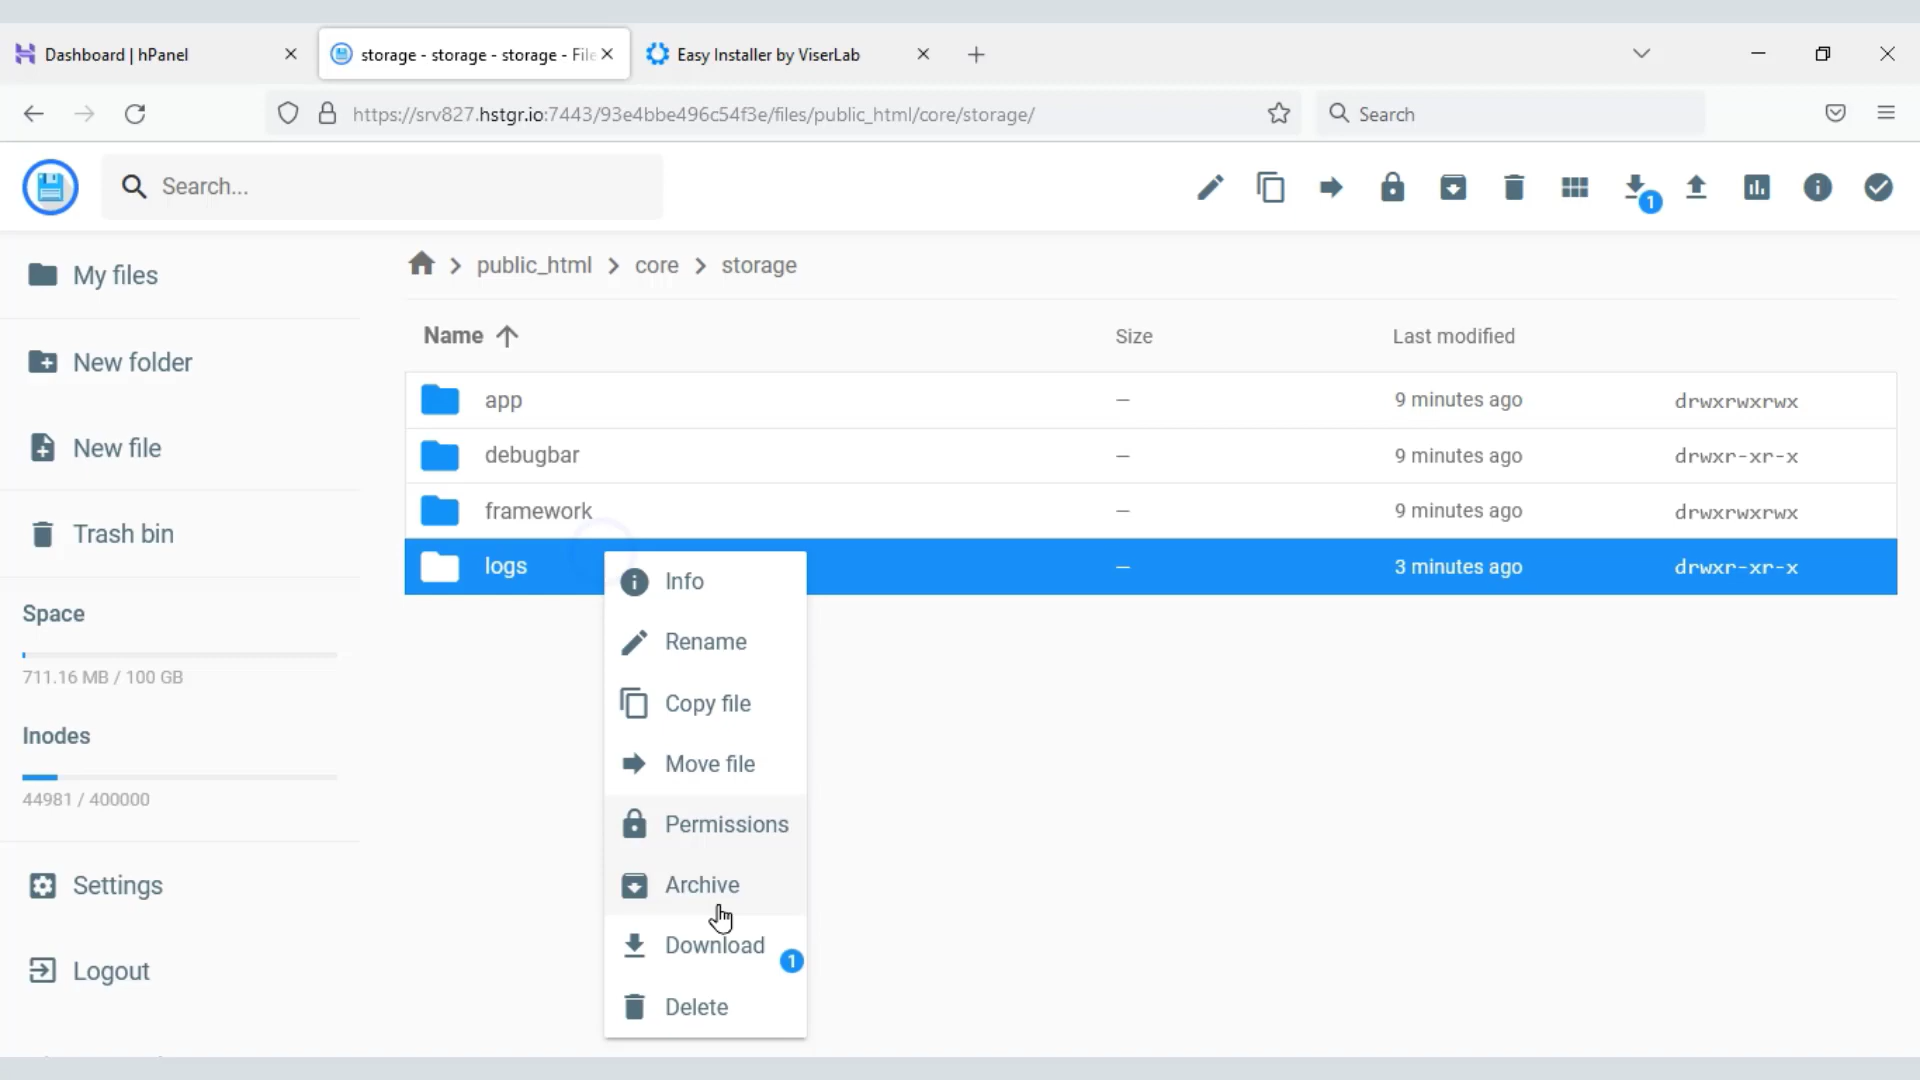 Dashboard | hPanel
storage - storage - storage - File
Easy Installer by ViserLab
https://srv827.hstgr.io:7443/93e4bbe496c54f3e/files/public_html/core/storage/
Search
Search...
1
My files
New folder
New file
Trash bin
Space
711.16 MB / 100 GB
Inodes
44981 / 400000
Settings
Logout
public_html > core > storage
Name Size Last modified
app — 9 minutes ago drwxrwxrwx
debugbar — 9 minutes ago drwxr-xr-x
framework — 9 minutes ago drwxrwxrwx
logs — 3 minutes ago drwxr-xr-x
Info
Rename
Copy file
Move file
Permissions
Archive
Download 1
Delete